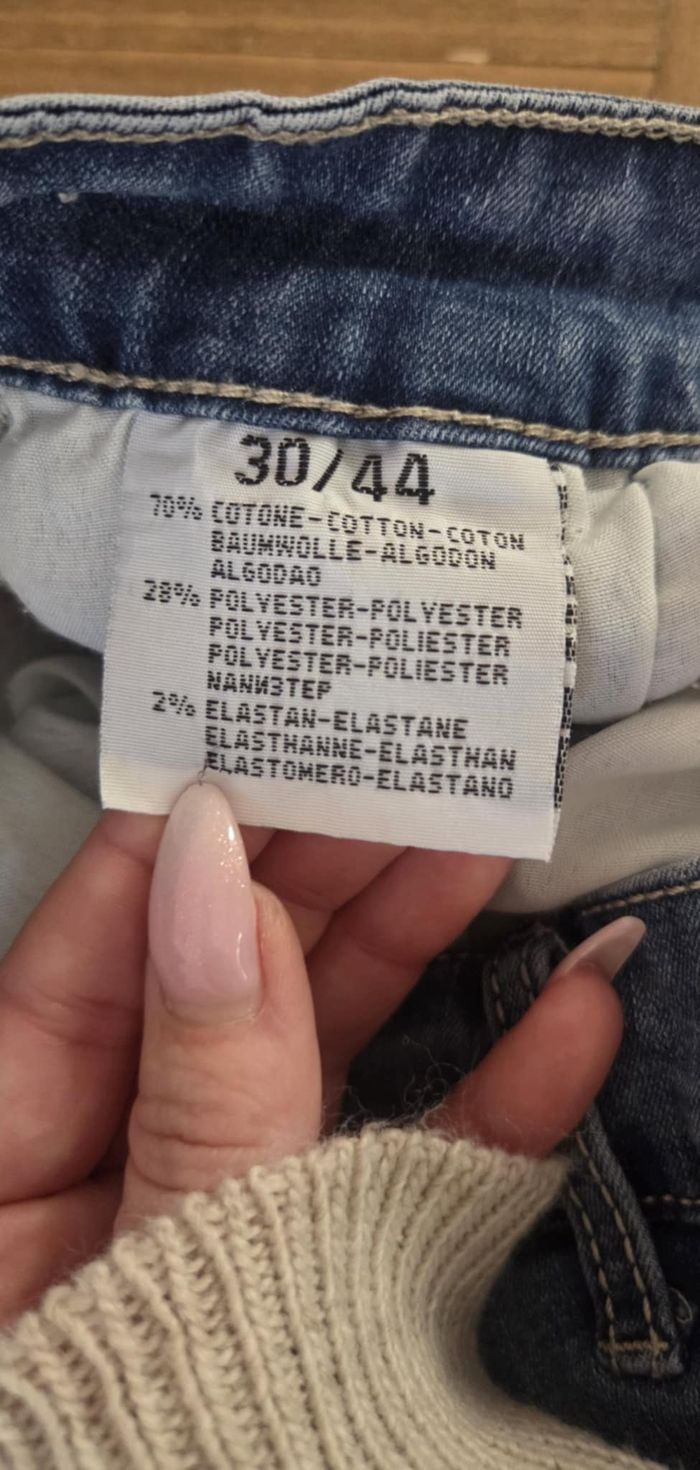 30/44
70% COTONE-COTTON-COTON
BAUMWOLLE-ALGODON
ALGODAO
28% POLYESTER-POLYESTER
POLYESTER-POLIESTER
POLYESTER-POLIESTER
NANИЗTEP
2% ELASTAN-ELASTANE
ELASTHANNE-ELASTHAN
ELASTOMERO-ELASTANO